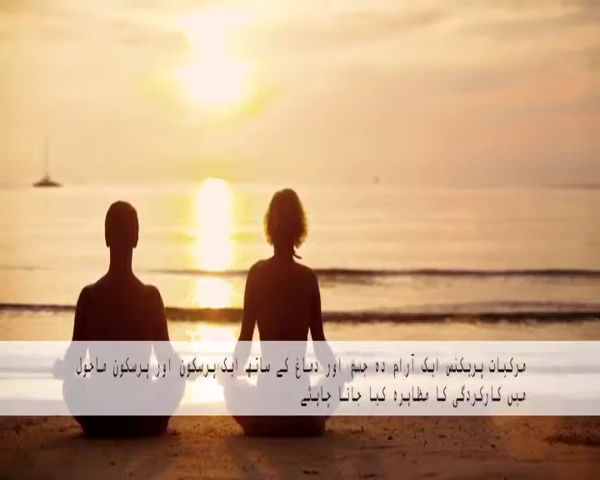 مرکبات پریکٹس ایک آرام دہ جسم اور دماغ کے ساتھ ایک پرسکون اور پرسکون ماحول
میں کارکردگی کا مظاہرہ کیا جانا چاہئے